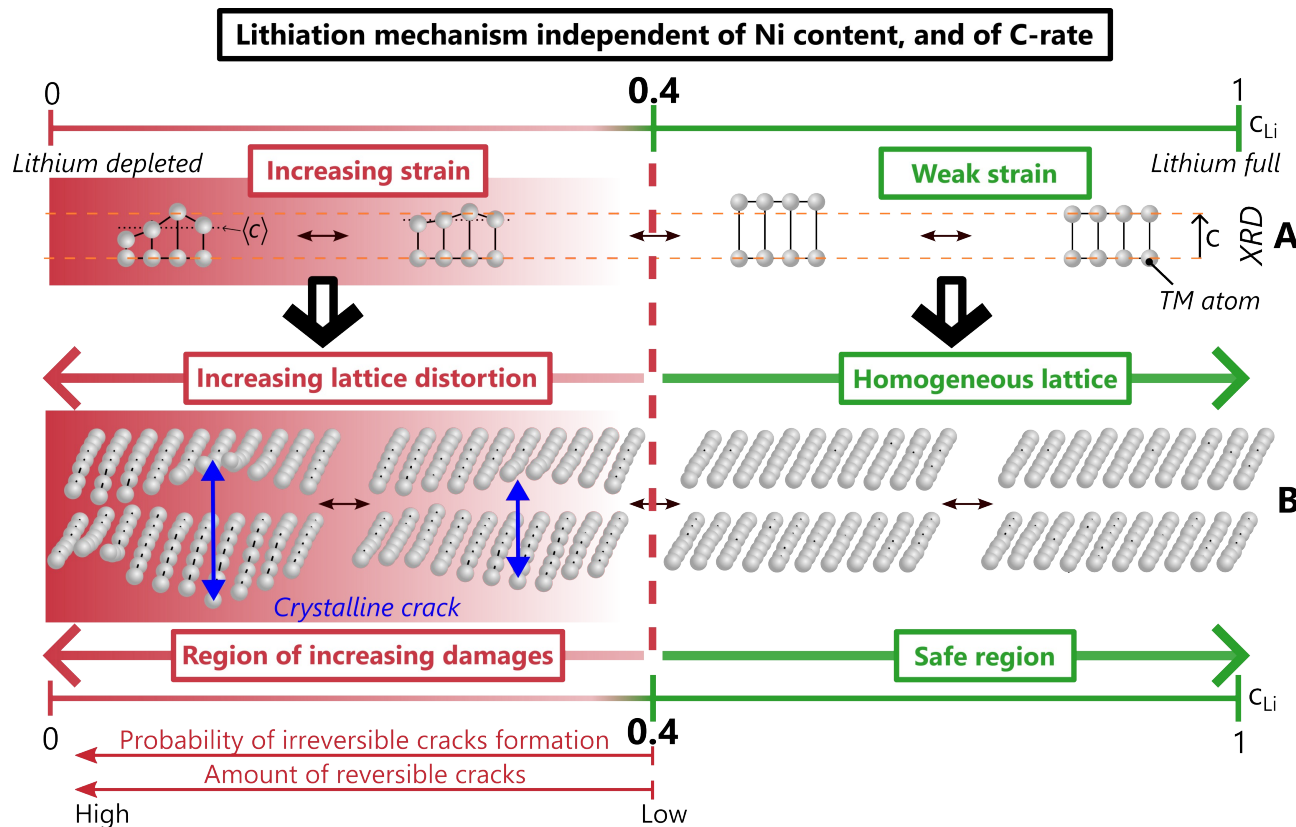 Lithiation mechanism independent of Ni content, and of C-rate
0
0.4
1
c_Li
Lithium depleted
Increasing strain
Weak strain
Lithium full
⟨c⟩
c
XRD
A
TM atom
Increasing lattice distortion
Homogeneous lattice
B
Crystalline crack
Region of increasing damages
Safe region
c_Li
0
0.4
1
Probability of irreversible cracks formation
Amount of reversible cracks
High
Low